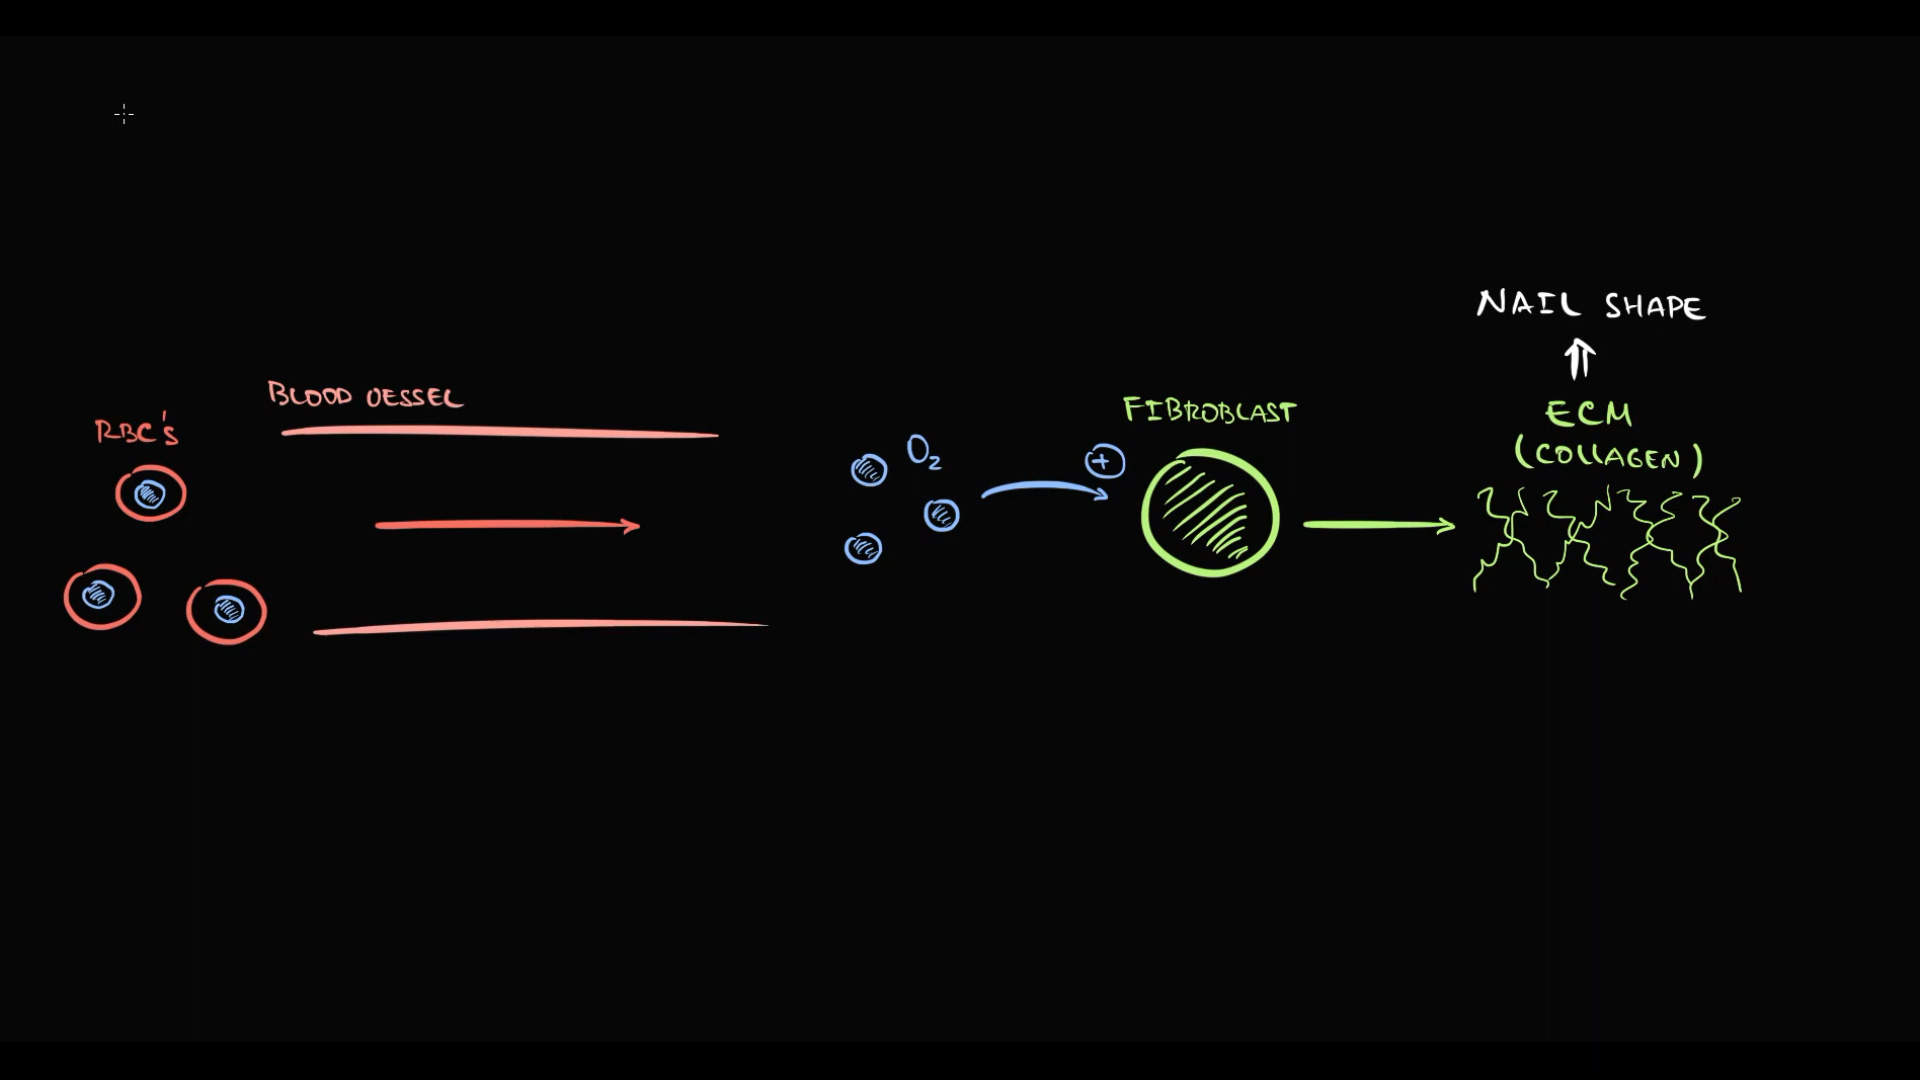 NAIL SHAPE
BLOOD VESSEL
RBC's
FIBROBLAST
ECM
(COLLAGEN)
O2
+